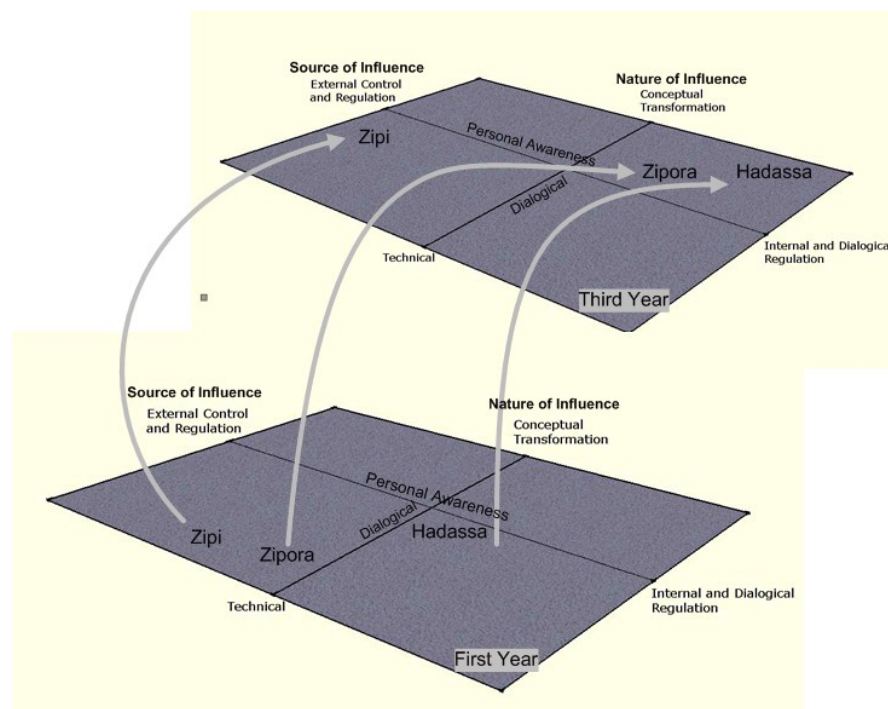 Source of Influence
External Control
and Regulation
Nature of Influence
Conceptual
Transformation
Zipi
Personal Awareness
Zipora
Hadassa
Dialogical
Technical
Internal and Dialogical
Regulation
Third Year
Source of Influence
External Control
and Regulation
Nature of Influence
Conceptual
Transformation
Personal Awareness
Dialogical
Hadassa
Zipi
Zipora
Technical
Internal and Dialogical
Regulation
First Year